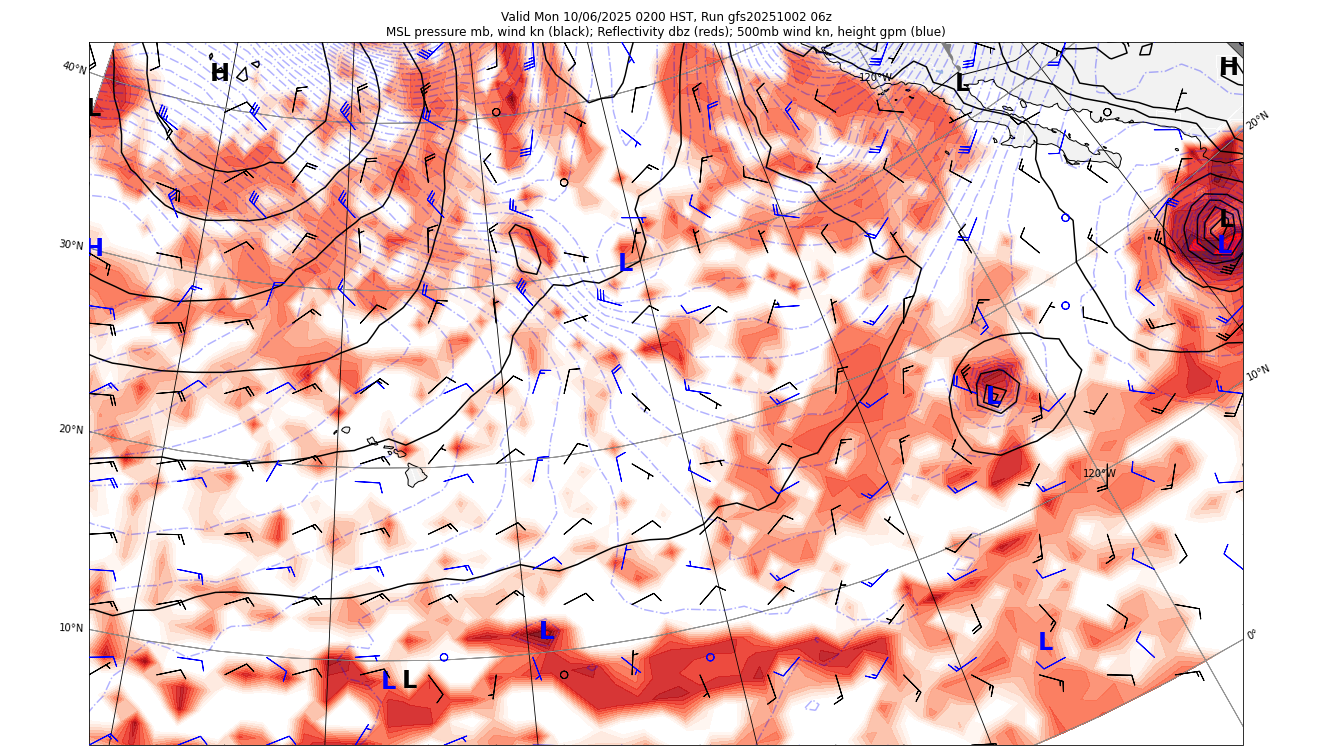 Valid Mon 10/06/2025 0200 HST, Run gfs20251002 06z
MSL pressure mb, wind kn (black); Reflectivity dbz (reds); 500mb wind kn, height gpm (blue)
40°N
H
120°W
L
H
L
20°N
30°N
H
L
L
L
10°N
L
20°N
120°W
10°N
L
L
0°
L
L